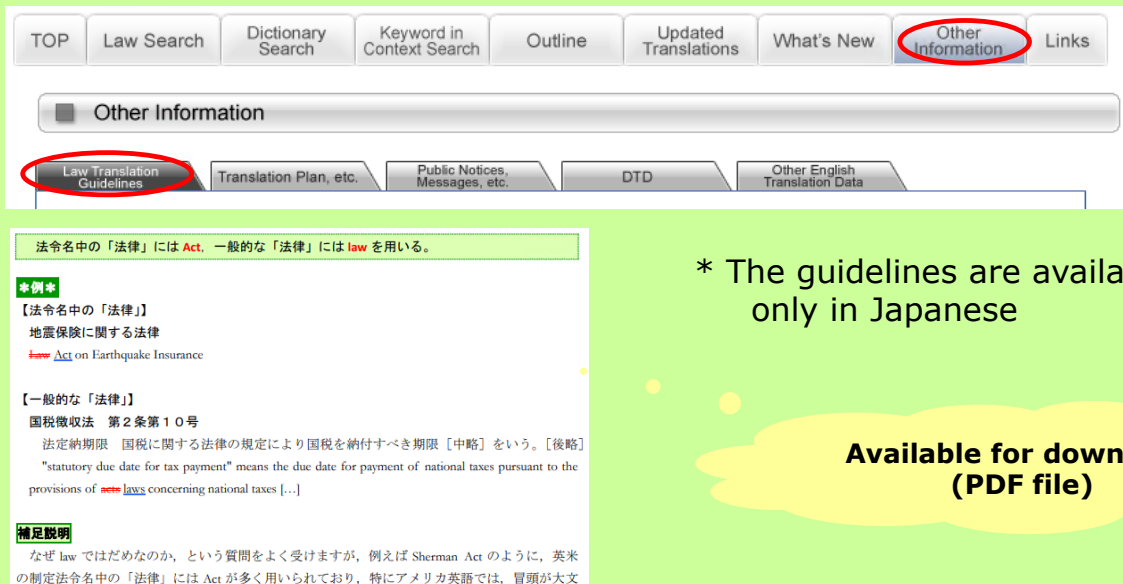 TOP
Law Search
Dictionary
Search
Keyword in
Context Search
Outline
Updated
Translations
What's New
Other
Information
Links
Other Information
Law Translation
Guidelines
Translation Plan, etc.
Public Notices,
Messages, etc.
DTD
Other English
Translation Data
法令名中の「法律」には Act，一般的な「法律」には law を用いる。
＊例＊
【法令名中の「法律」】
地震保険に関する法律
Law Act on Earthquake Insurance
【一般的な「法律」】
国税徴収法　第２条第１０号
法定納期限　国税に関する法律の規定により国税を納付すべき期限［中略］をいう。［後略］
"statutory due date for tax payment" means the due date for payment of national taxes pursuant to the
provisions of acts laws concerning national taxes […]
補足説明
なぜ law ではだめなのか，という質問をよく受けますが，例えば Sherman Act のように，英米
の制定法令名中の「法律」には Act が多く用いられており，特にアメリカ英語では，冒頭が大文
* The guidelines are availa
only in Japanese
Available for down
(PDF file)